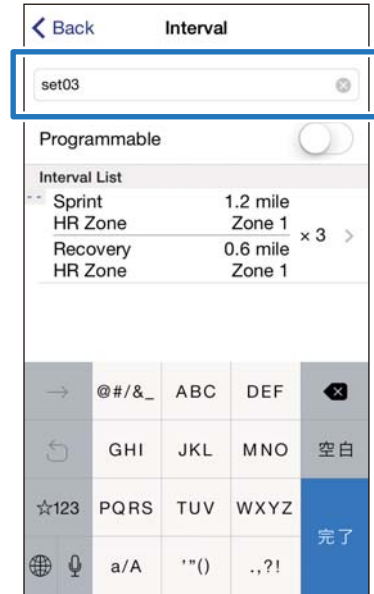 Back Interval
set03
Programmable
Interval List
-- Sprint 1.2 mile
HR Zone Zone 1
× 3
Recovery 0.6 mile
HR Zone Zone 1
→ @#/&_ ABC DEF
GHI JKL MNO 空白
☆123 PQRS TUV WXYZ
a/A '"() .,?! 完了